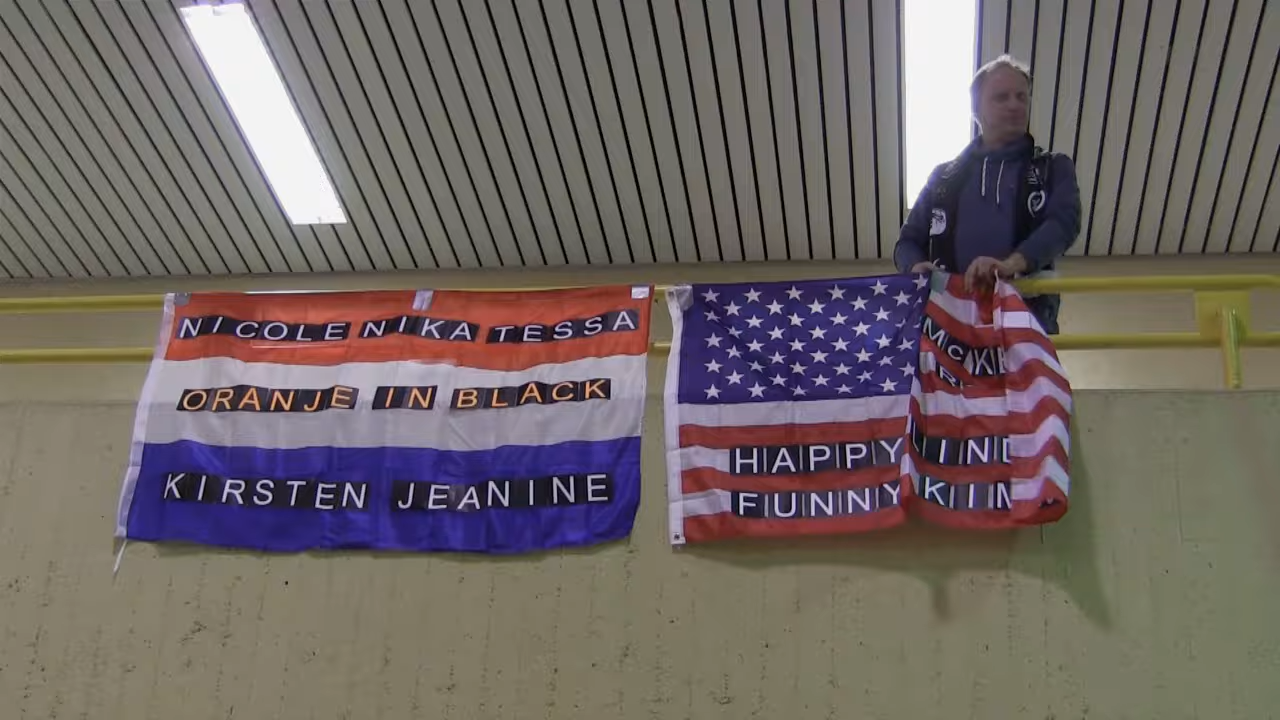 NICOLE NIKA TESSA
ORANJE IN BLACK
KIRSTEN JEANINE
HAPPY
FUNNY KIM